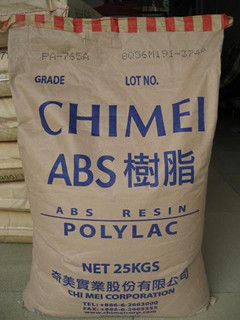 PA-765A
GRADE LOT NO.
CHIMEI
ABS 樹脂
ABS RESIN
POLYLAC
NET 25KGS
奇美實業股份有限公司
CHI MEI CORPORATION